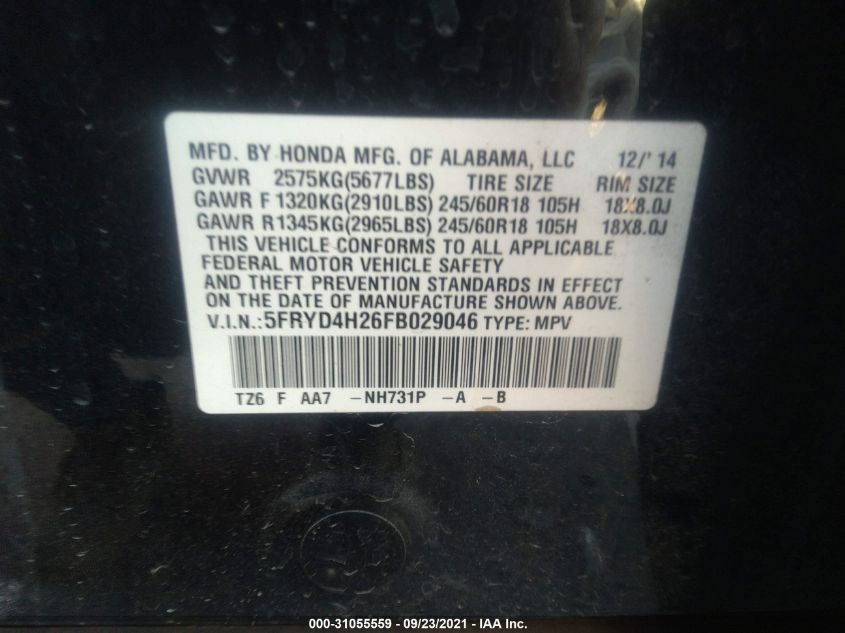 MFD. BY HONDA MFG. OF ALABAMA, LLC 12/' 14
GVWR 2575KG(5677LBS) TIRE SIZE RIM SIZE
GAWR F 1320KG(2910LBS) 245/60R18 105H 18X8.0J
GAWR R1345KG(2965LBS) 245/60R18 105H 18X8.0J
THIS VEHICLE CONFORMS TO ALL APPLICABLE
FEDERAL MOTOR VEHICLE SAFETY
AND THEFT PREVENTION STANDARDS IN EFFECT
ON THE DATE OF MANUFACTURE SHOWN ABOVE.
V.I.N.:5FRYD4H26FB029046 TYPE: MPV
TZ6 F AA7 -NH731P -A -B
000-31055559 - 09/23/2021 - IAA Inc.